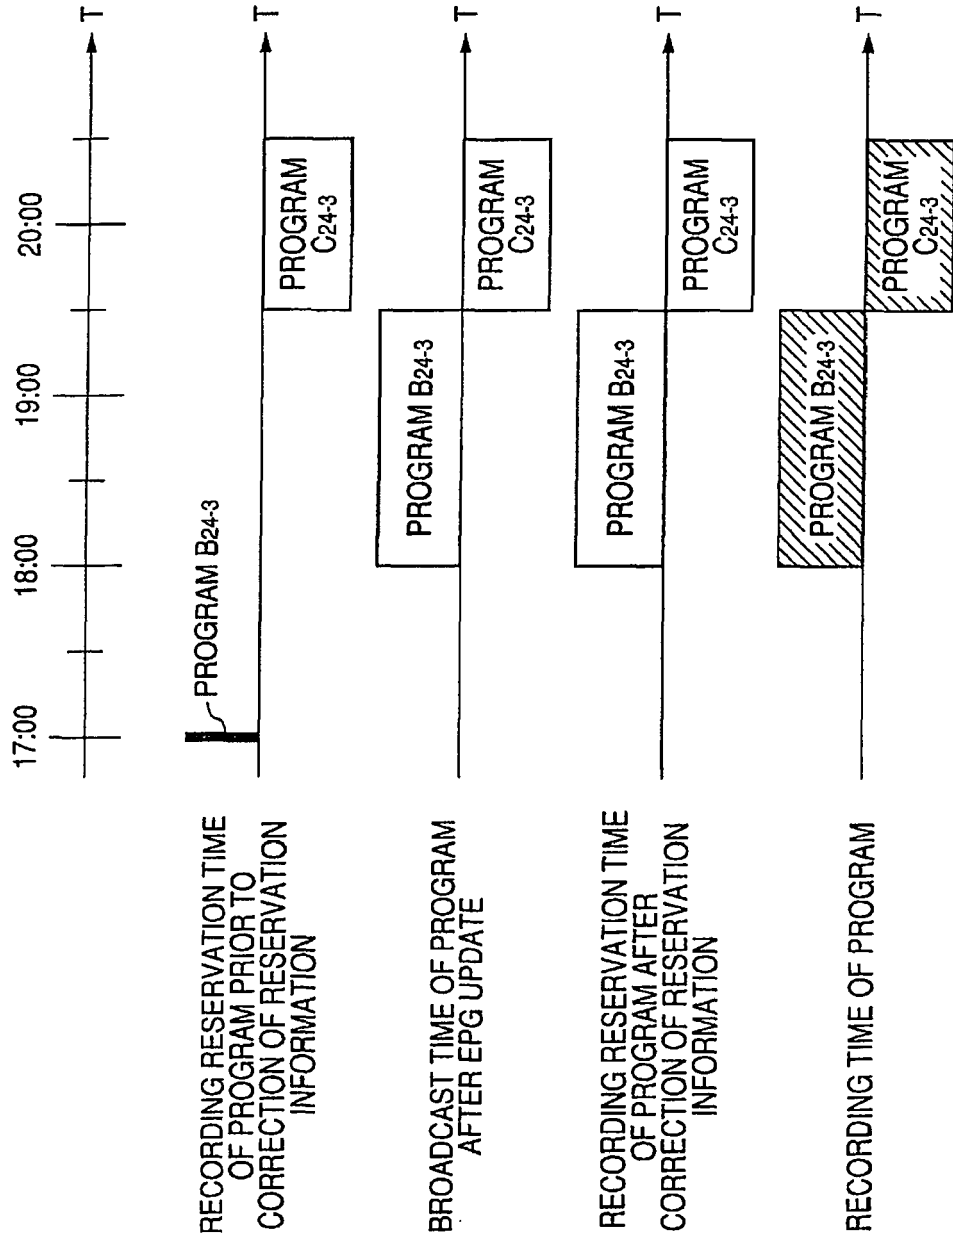 17:00 18:00 19:00 20:00 T
RECORDING RESERVATION TIME
OF PROGRAM PRIOR TO
CORRECTION OF RESERVATION
INFORMATION
PROGRAM B24-3
PROGRAM
C24-3
T
BROADCAST TIME OF PROGRAM
AFTER EPG UPDATE
PROGRAM B24-3
PROGRAM
C24-3
T
RECORDING RESERVATION TIME
OF PROGRAM AFTER
CORRECTION OF RESERVATION
INFORMATION
PROGRAM B24-3
PROGRAM
C24-3
T
RECORDING TIME OF PROGRAM
PROGRAM B24-3
PROGRAM
C24-3
T